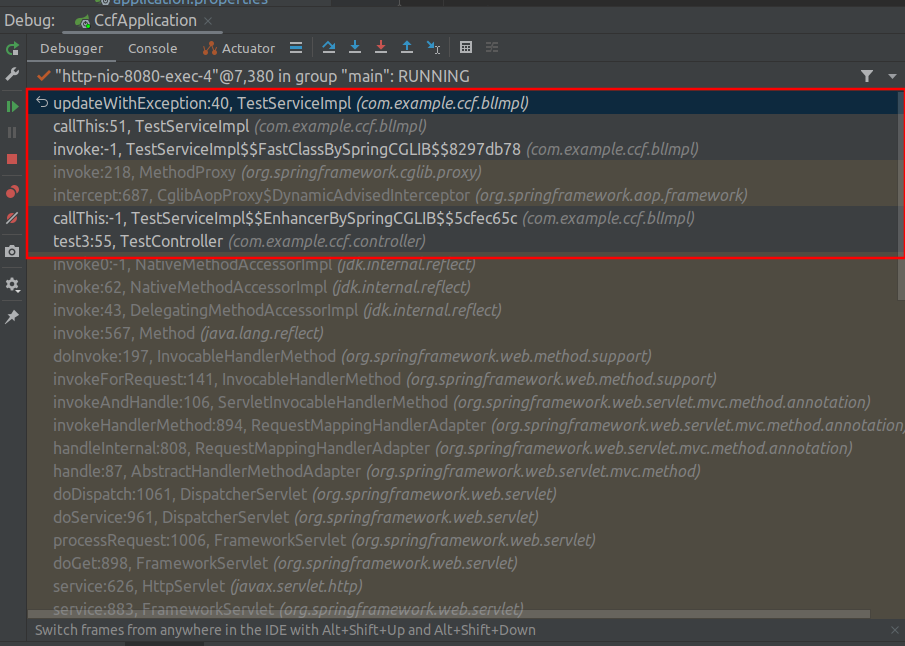 application.properties
Debug: CcfApplication ×
Debugger Console Actuator
"http-nio-8080-exec-4"@7,380 in group "main": RUNNING
updateWithException:40, TestServiceImpl (com.example.ccf.blImpl)
callThis:51, TestServiceImpl (com.example.ccf.blImpl)
invoke:-1, TestServiceImpl$$FastClassBySpringCGLIB$$8297db78 (com.example.ccf.blImpl)
invoke:218, MethodProxy (org.springframework.cglib.proxy)
intercept:687, CglibAopProxy$DynamicAdvisedInterceptor (org.springframework.aop.framework)
callThis:-1, TestServiceImpl$$EnhancerBySpringCGLIB$$5cfec65c (com.example.ccf.blImpl)
test3:55, TestController (com.example.ccf.controller)
invoke0:-1, NativeMethodAccessorImpl (jdk.internal.reflect)
invoke:62, NativeMethodAccessorImpl (jdk.internal.reflect)
invoke:43, DelegatingMethodAccessorImpl (jdk.internal.reflect)
invoke:567, Method (java.lang.reflect)
doInvoke:197, InvocableHandlerMethod (org.springframework.web.method.support)
invokeForRequest:141, InvocableHandlerMethod (org.springframework.web.method.support)
invokeAndHandle:106, ServletInvocableHandlerMethod (org.springframework.web.servlet.mvc.method.annotation)
invokeHandlerMethod:894, RequestMappingHandlerAdapter (org.springframework.web.servlet.mvc.method.annotation)
handleInternal:808, RequestMappingHandlerAdapter (org.springframework.web.servlet.mvc.method.annotation)
handle:87, AbstractHandlerMethodAdapter (org.springframework.web.servlet.mvc.method)
doDispatch:1061, DispatcherServlet (org.springframework.web.servlet)
doService:961, DispatcherServlet (org.springframework.web.servlet)
processRequest:1006, FrameworkServlet (org.springframework.web.servlet)
doGet:898, FrameworkServlet (org.springframework.web.servlet)
service:626, HttpServlet (javax.servlet.http)
service:883, FrameworkServlet (org.springframework.web.servlet)
Switch frames from anywhere in the IDE with Alt+Shift+Up and Alt+Shift+Down